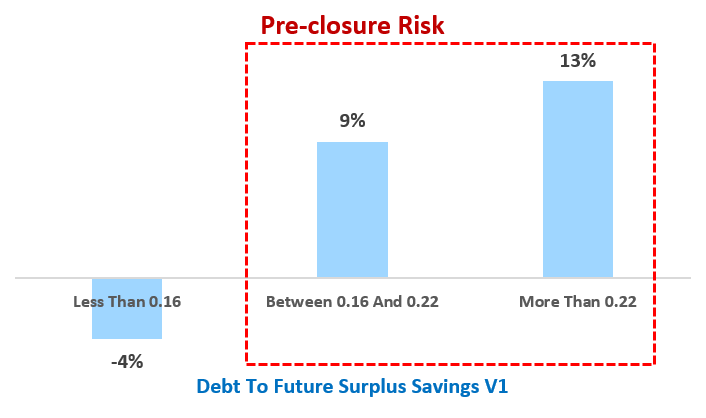 Pre-closure Risk
13%
9%
Less Than 0.16
Between 0.16 And 0.22
More Than 0.22
-4%
Debt To Future Surplus Savings V1